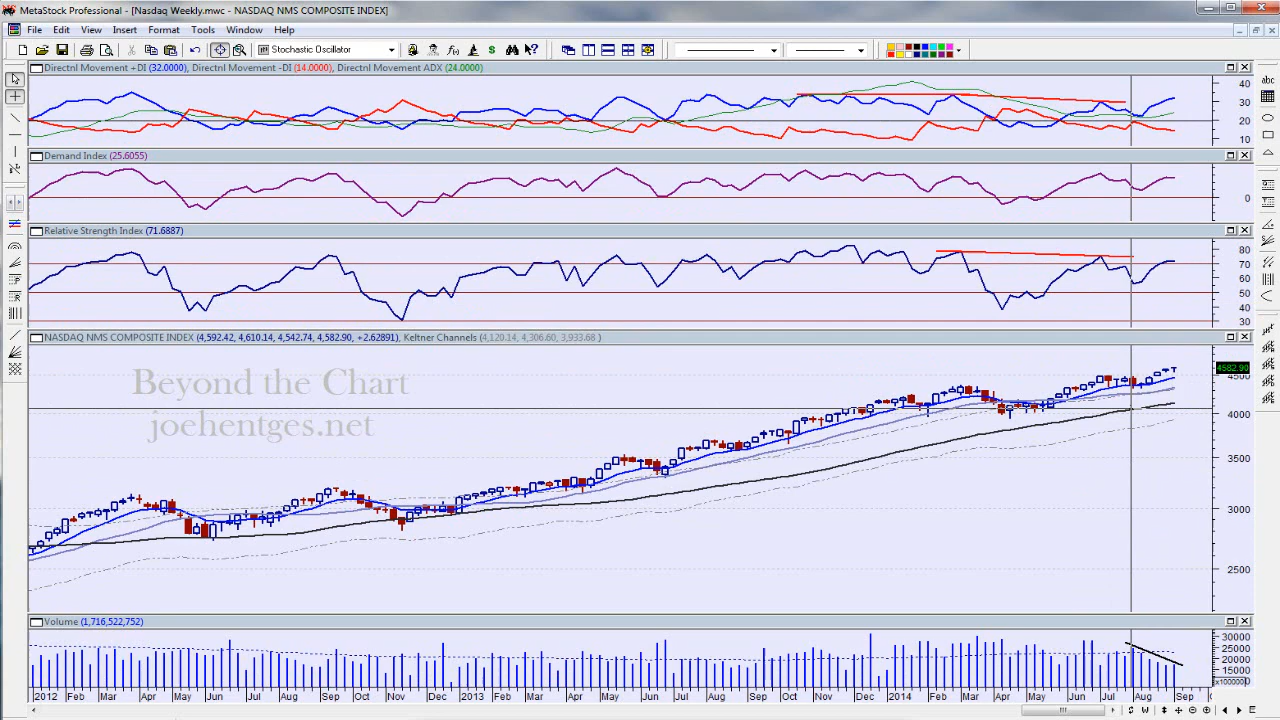 MetaStock Professional - [Nasdaq Weekly.mwc - NASDAQ NMS COMPOSITE INDEX]
File Edit View Insert Format Tools Window Help
Stochastic Oscillator
Directnl Movement +DI (32.0000), Directnl Movement -DI (14.0000), Directnl Movement ADX (24.0000)
40
30
20
10
Demand Index (25.6055)
0
Relative Strength Index (71.6887)
80
70
60
50
40
30
NASDAQ NMS COMPOSITE INDEX (4,592.42, 4,610.14, 4,542.74, 4,582.90, +2.62891), Keltner Channels (4,120.14, 4,306.60, 3,933.68 )
Beyond the Chart
joehentges.net
4582.90
4500
4000
3500
3000
2500
Volume (1,716,522,752)
30000
25000
20000
15000
x100000
2012 Feb Mar Apr May Jun Jul Aug Sep Oct Nov Dec 2013 Feb Mar Apr May Jun Jul Aug Sep Oct Nov Dec 2014 Feb Mar Apr May Jun Jul Aug Sep
abc